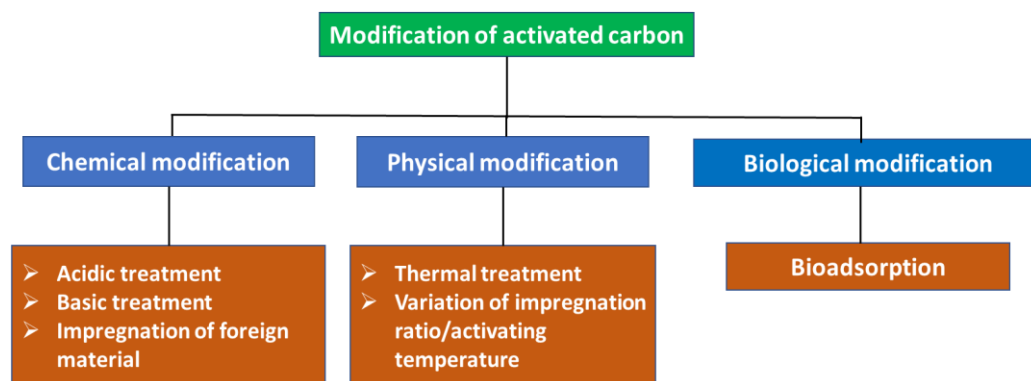 Modification of activated carbon
Chemical modification
Physical modification
Biological modification
➢ Acidic treatment
➢ Basic treatment
➢ Impregnation of foreign
material
➢ Thermal treatment
➢ Variation of impregnation
ratio/activating
temperature
Bioadsorption